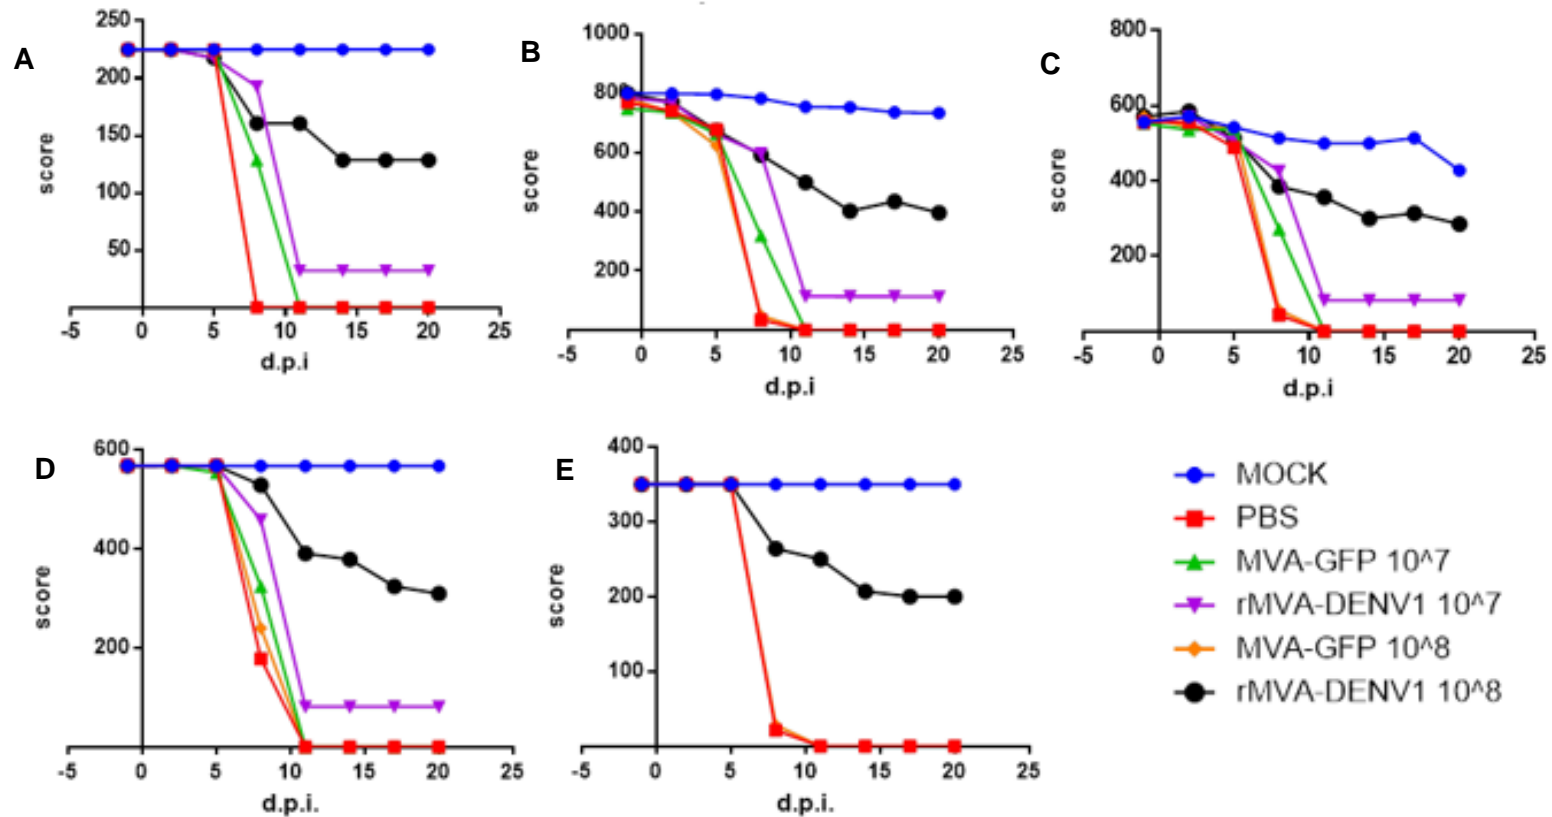 A
score
250
200
150
100
50
-5 0 5 10 15 20 25
d.p.i
B
score
1000
800
600
400
200
-5 0 5 10 15 20 25
d.p.i
C
score
800
600
400
200
-5 0 5 10 15 20 25
d.p.i
D
score
600
400
200
-5 0 5 10 15 20 25
d.p.i.
E
score
400
300
200
100
-5 0 5 10 15 20 25
d.p.i.
MOCK
PBS
MVA-GFP 10^7
rMVA-DENV1 10^7
MVA-GFP 10^8
rMVA-DENV1 10^8